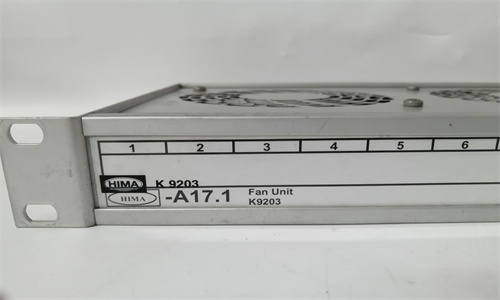 1 2 3 4 5 6
HIMA K 9203
HIMA -A17.1 Fan Unit
K9203